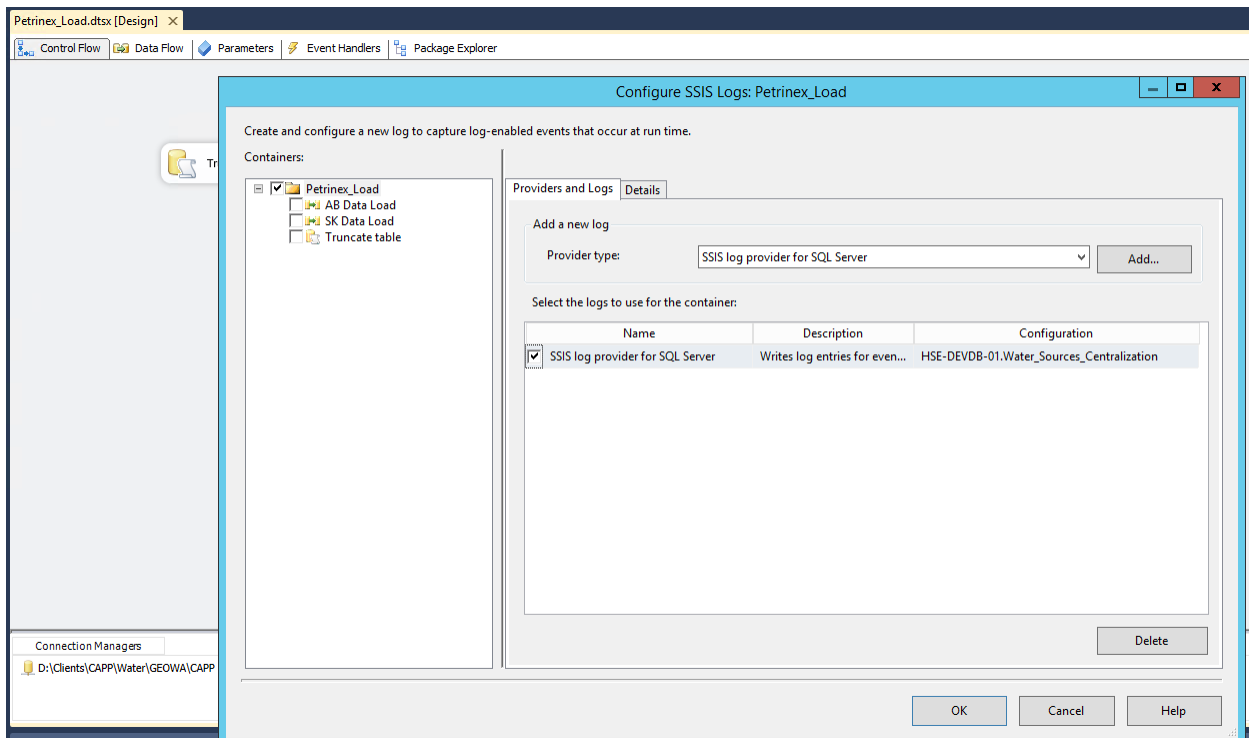 Petrinex_Load.dtsx [Design]
Control Flow Data Flow Parameters Event Handlers Package Explorer
Configure SSIS Logs: Petrinex_Load
Create and configure a new log to capture log-enabled events that occur at run time.
Containers:
Petrinex_Load
AB Data Load
SK Data Load
Truncate table
Tr
Providers and Logs Details
Add a new log
Provider type: SSIS log provider for SQL Server Add...
Select the logs to use for the container:
Name Description Configuration
SSIS log provider for SQL Server Writes log entries for even... HSE-DEVDB-01.Water_Sources_Centralization
Delete
Connection Managers
D:\Clients\CAPP\Water\GEOWA\CAPP
OK Cancel Help